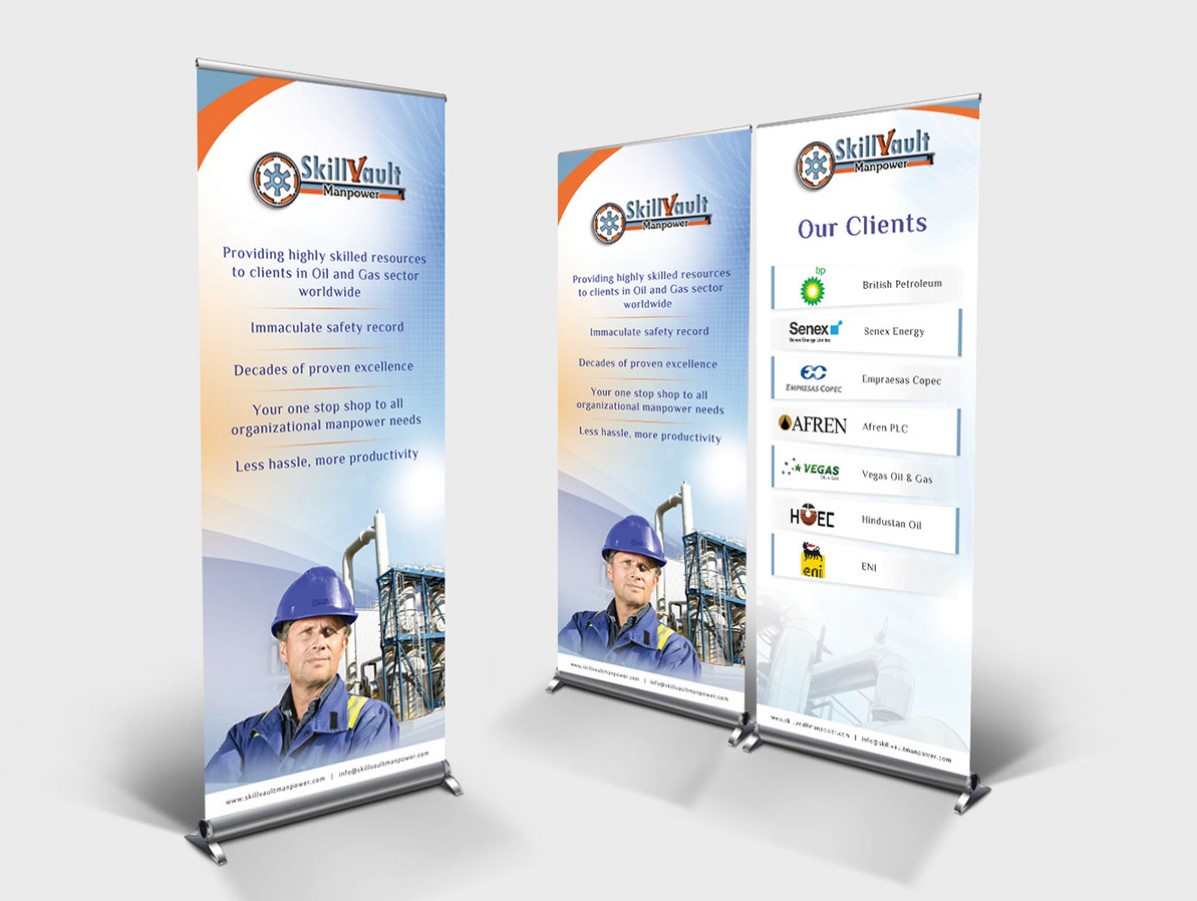 SkillVault
Manpower
Providing highly skilled resources
to clients in Oil and Gas sector
worldwide
Immaculate safety record
Decades of proven excellence
Your one stop shop to all
organizational manpower needs
Less hassle, more productivity
www.skillvaultmanpower.com | info@skillvaultmanpower.com
SkillVault
Manpower
Providing highly skilled resources
to clients in Oil and Gas sector
worldwide
Immaculate safety record
Decades of proven excellence
Your one stop shop to all
organizational manpower needs
Less hassle, more productivity
www.skillvaultmanpower.com | info@skillvaultmanpower.com
SkillVault
Manpower
Our Clients
bp
British Petroleum
Senex
Senex Energy Limited
Senex Energy
EMPRESAS COPEC
Empraesas Copec
AFREN
Afren PLC
VEGAS
OIL & GAS
Vegas Oil & Gas
HOEC
Hindustan Oil
eni
ENI
www.skillvaultmanpower.com | info@skillvaultmanpower.com